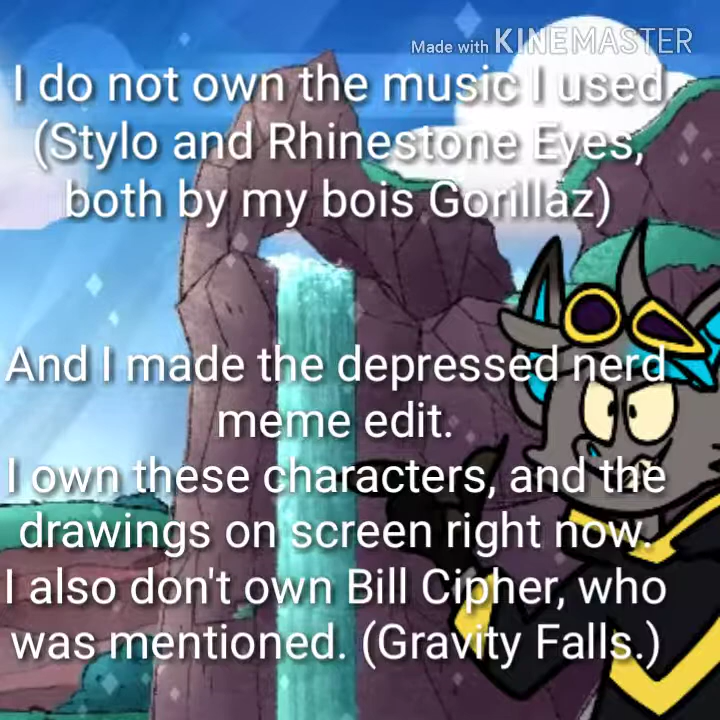 Made with KINEMASTER
I do not own the music I used
(Stylo and Rhinestone Eyes,
both by my bois Gorillaz)
And I made the depressed nerd
meme edit.
I own these characters, and the
drawings on screen right now.
I also don't own Bill Cipher, who
was mentioned. (Gravity Falls.)